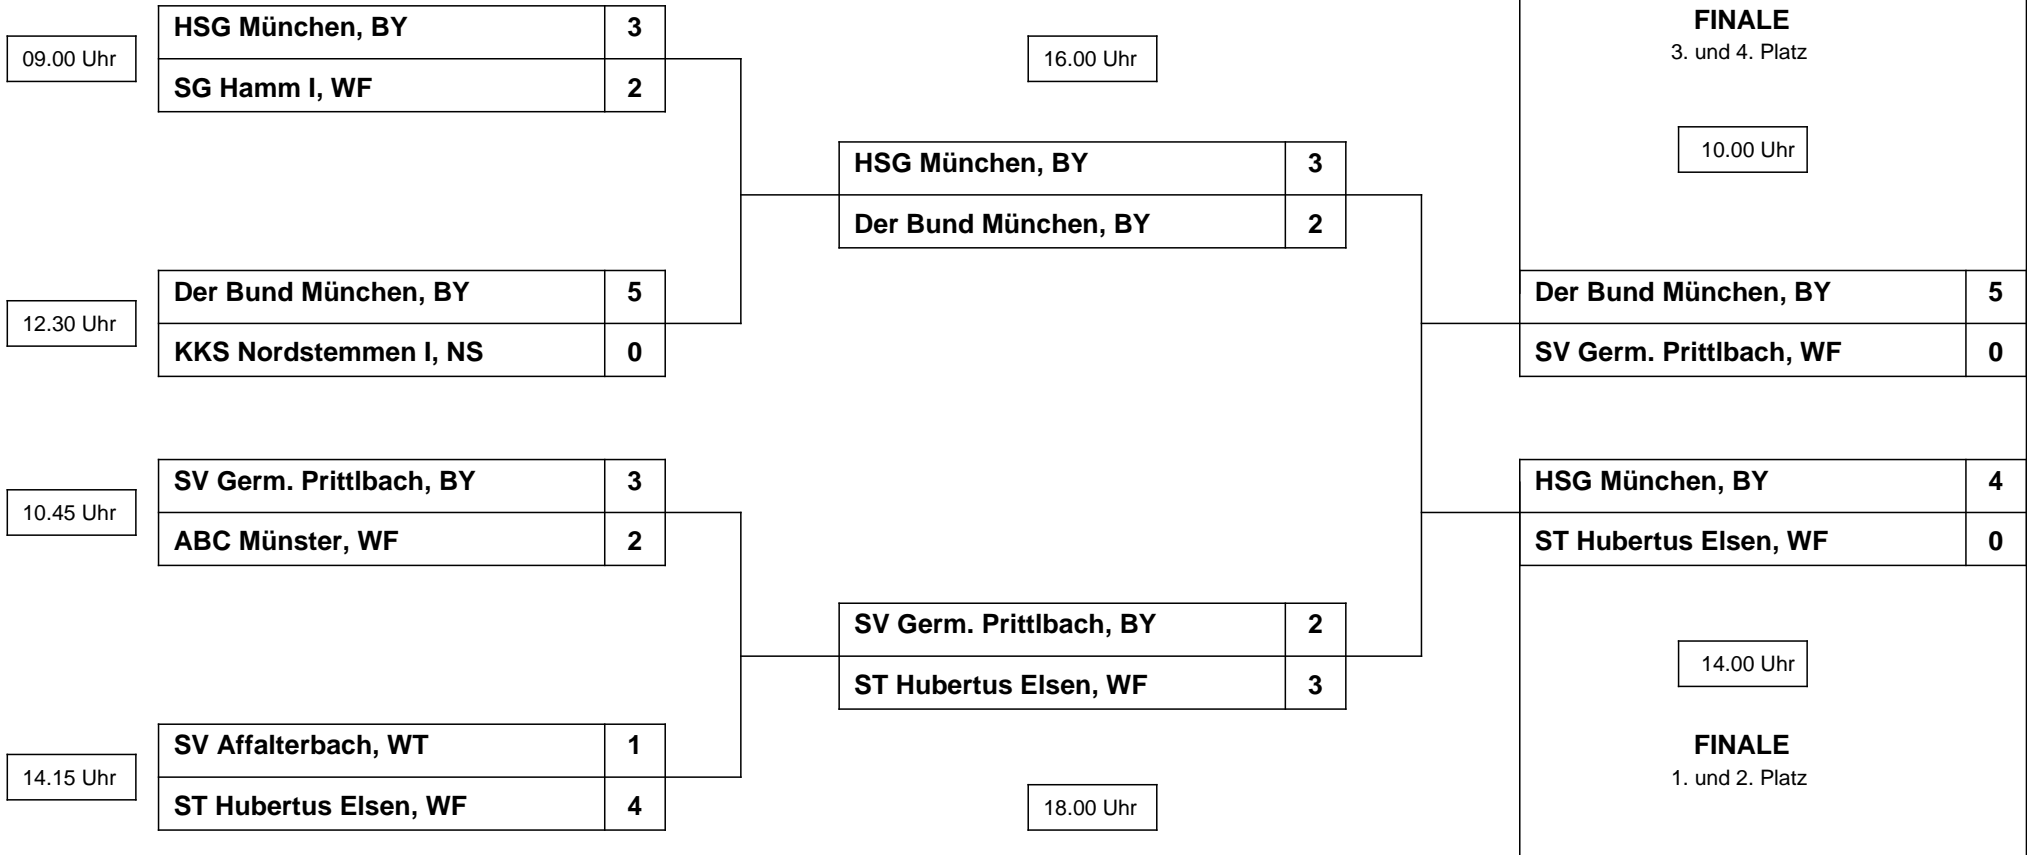 09.00 Uhr
HSG München, BY 3
SG Hamm I, WF 2
12.30 Uhr
Der Bund München, BY 5
KKS Nordstemmen I, NS 0
10.45 Uhr
SV Germ. Prittlbach, BY 3
ABC Münster, WF 2
14.15 Uhr
SV Affalterbach, WT 1
ST Hubertus Elsen, WF 4
16.00 Uhr
HSG München, BY 3
Der Bund München, BY 2
SV Germ. Prittlbach, BY 2
ST Hubertus Elsen, WF 3
18.00 Uhr
FINALE
3. und 4. Platz
10.00 Uhr
Der Bund München, BY 5
SV Germ. Prittlbach, WF 0
HSG München, BY 4
ST Hubertus Elsen, WF 0
14.00 Uhr
FINALE
1. und 2. Platz